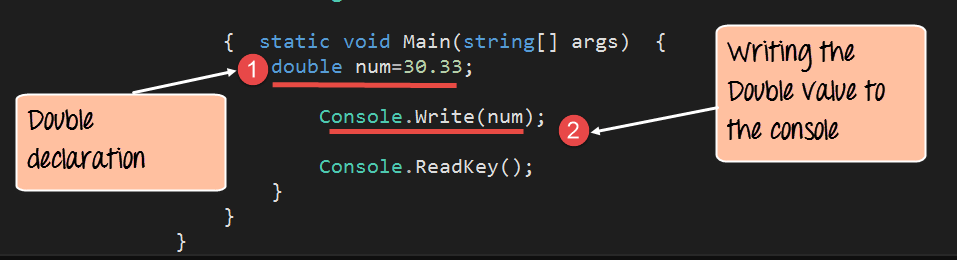 {  static void Main(string[] args)  {
1 double num=30.33;
Double
declaration
Console.Write(num);
2
Writing the
Double value to
the console
Console.ReadKey();
}
}
}